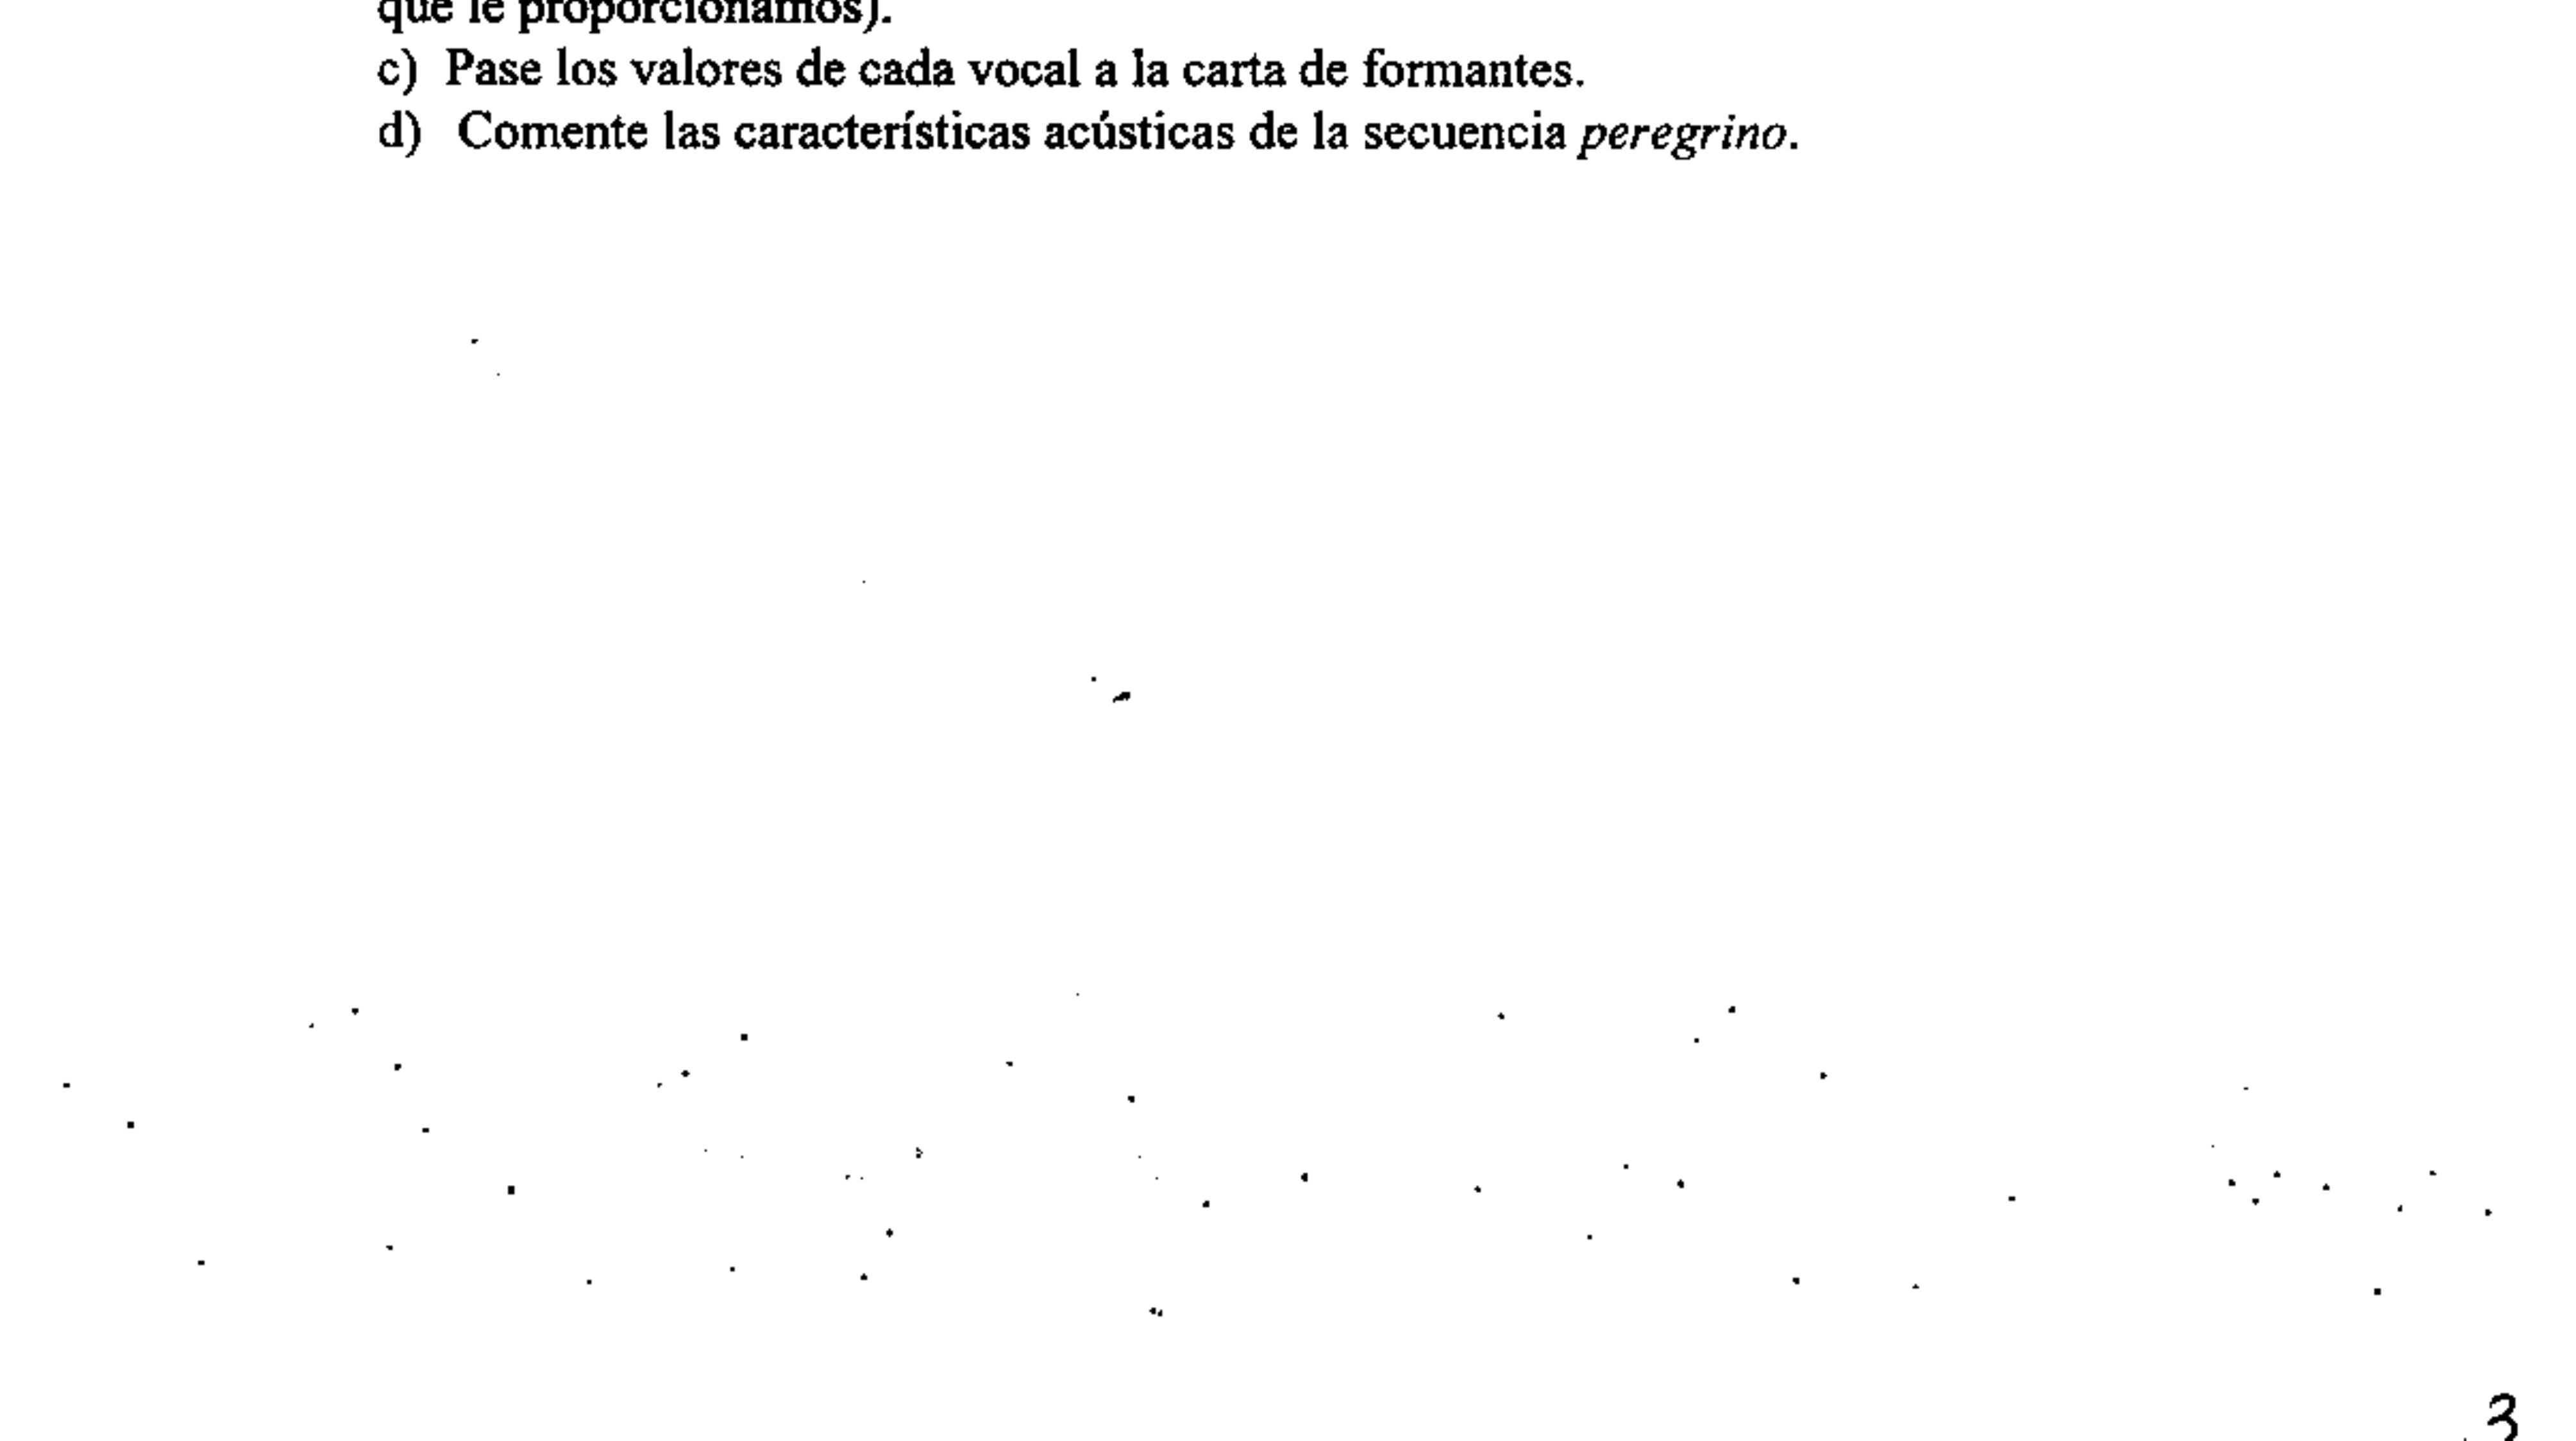 que le proporcionamos).
c) Pase los valores de cada vocal a la carta de formantes.
d) Comente las características acústicas de la secuencia peregrino.
3